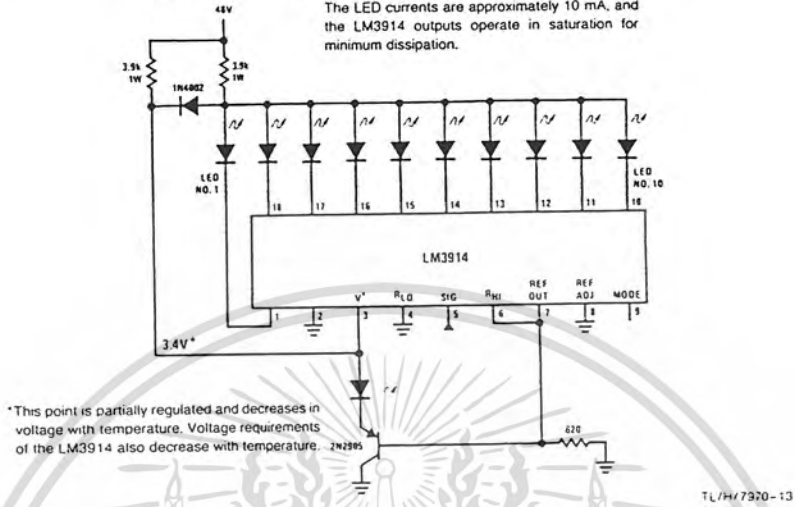 The LED currents are approximately 10 mA, and
the LM3914 outputs operate in saturation for
minimum dissipation.
48V
3.9k
1W
3.9k
1W
1N4002
LED
NO. 1
LED
NO. 10
18
17
16
15
14
13
12
11
10
LM3914
V+
RLO
SIG
RHI
REF
OUT
REF
ADJ
MODE
1
2
3
4
5
6
7
8
9
3.4V*
*This point is partially regulated and decreases in
voltage with temperature. Voltage requirements
of the LM3914 also decrease with temperature.
2N2905
620
TL/H/7970-13